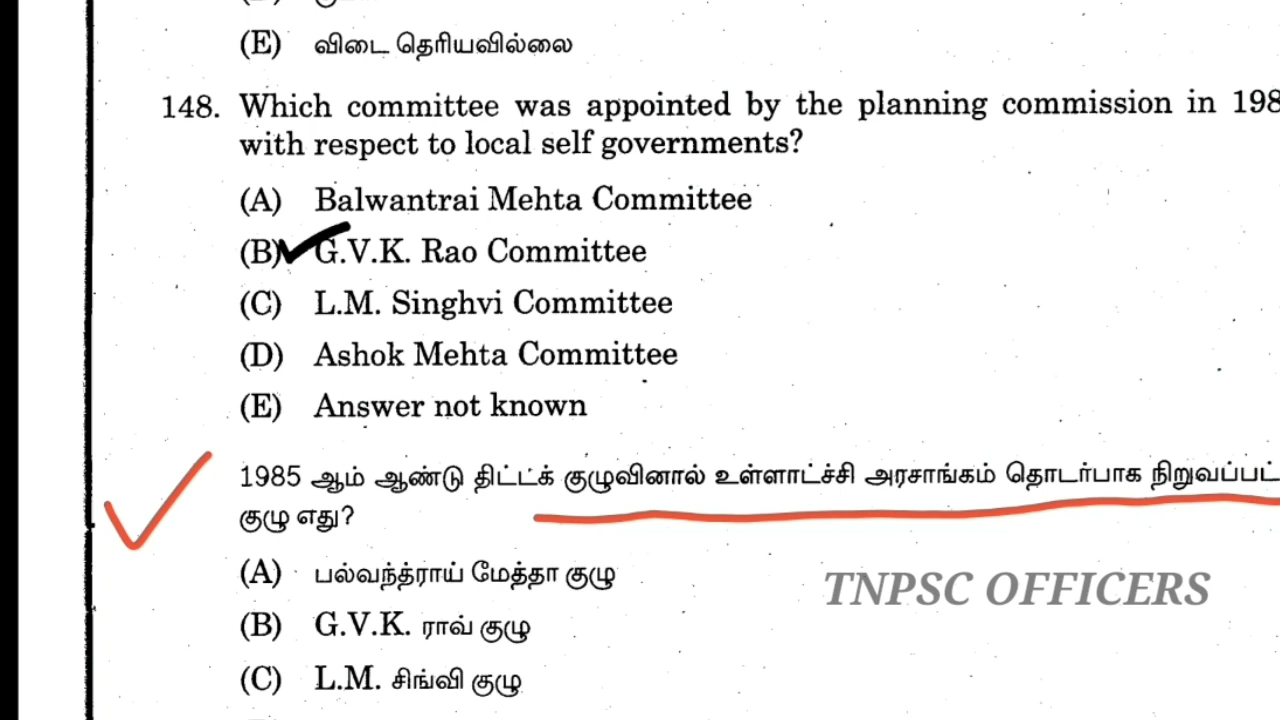 (E) விடை தெரியவில்லை
148. Which committee was appointed by the planning commission in 198
with respect to local self governments?
(A) Balwantrai Mehta Committee
(B) G.V.K. Rao Committee
(C) L.M. Singhvi Committee
(D) Ashok Mehta Committee
(E) Answer not known
1985 ஆம் ஆண்டு திட்டக் குழுவினால் உள்ளாட்ச்சி அரசாங்கம் தொடர்பாக நிறுவப்பட்
குழு எது?
(A) பல்வந்த்ராய் மேத்தா குழு
TNPSC OFFICERS
(B) G.V.K. ராவ் குழு
(C) L.M. சிங்வி குழு